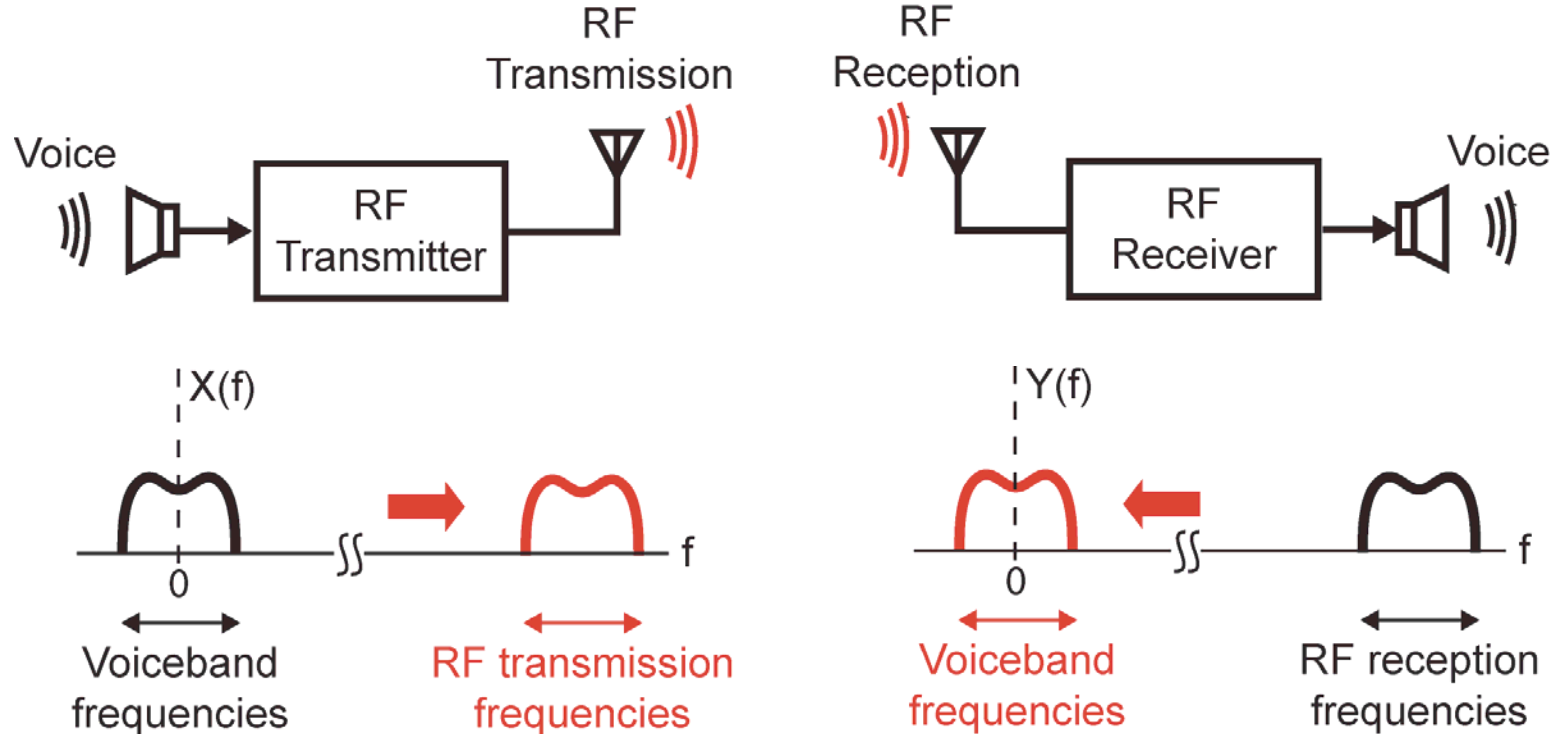 RF
Transmission
Voice
RF
Transmitter
RF
Reception
Voice
RF
Receiver
X(f)
f
0
Voiceband
frequencies
RF transmission
frequencies
Y(f)
f
0
Voiceband
frequencies
RF reception
frequencies